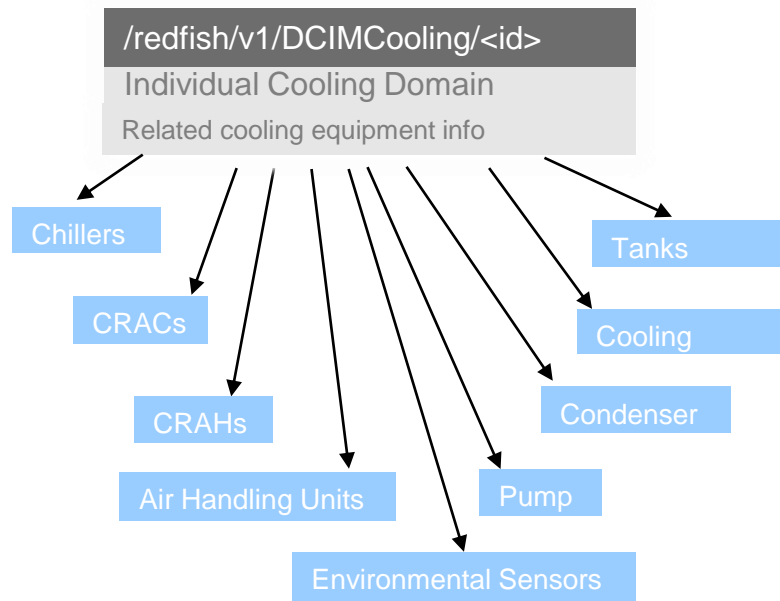 /redfish/v1/DCIMCooling/<id>
Individual Cooling Domain
Related cooling equipment info
Chillers
Tanks
CRACs
Cooling
CRAHs
Condenser
Air Handling Units
Pump
Environmental Sensors